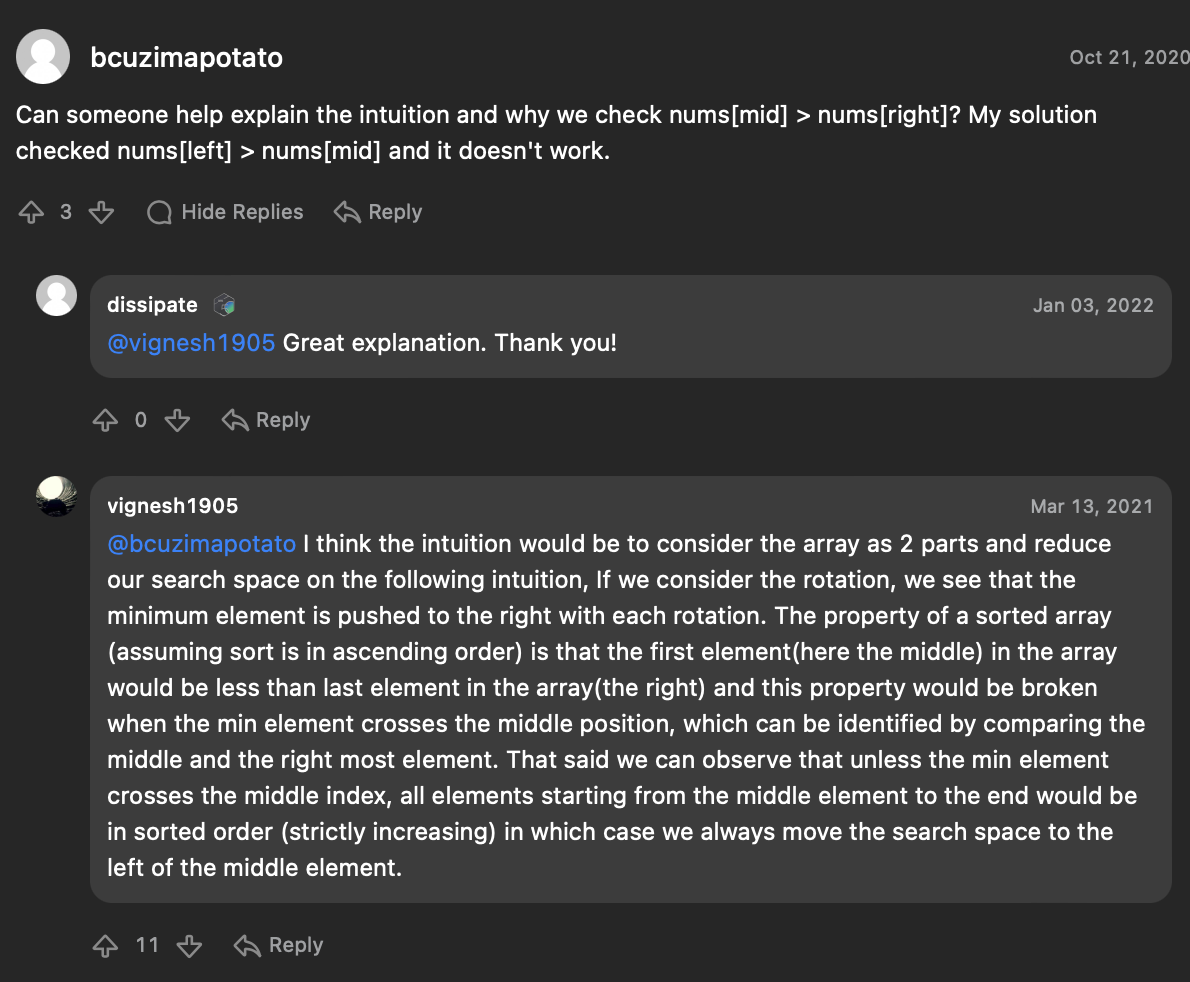 bcuzimapotato
Oct 21, 2020
Can someone help explain the intuition and why we check nums[mid] > nums[right]? My solution
checked nums[left] > nums[mid] and it doesn't work.
3 Hide Replies Reply
dissipate
Jan 03, 2022
@vignesh1905 Great explanation. Thank you!
0 Reply
vignesh1905
Mar 13, 2021
@bcuzimapotato I think the intuition would be to consider the array as 2 parts and reduce
our search space on the following intuition, If we consider the rotation, we see that the
minimum element is pushed to the right with each rotation. The property of a sorted array
(assuming sort is in ascending order) is that the first element(here the middle) in the array
would be less than last element in the array(the right) and this property would be broken
when the min element crosses the middle position, which can be identified by comparing the
middle and the right most element. That said we can observe that unless the min element
crosses the middle index, all elements starting from the middle element to the end would be
in sorted order (strictly increasing) in which case we always move the search space to the
left of the middle element.
11 Reply